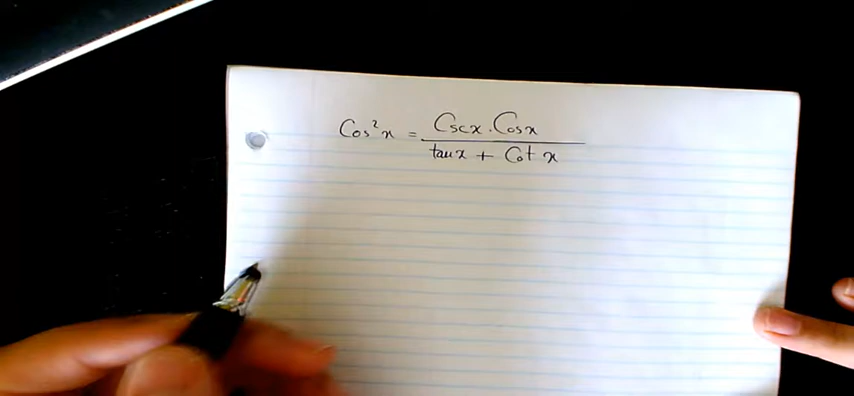 Cos²x = Cscx . Cosx / tanx + Cot x